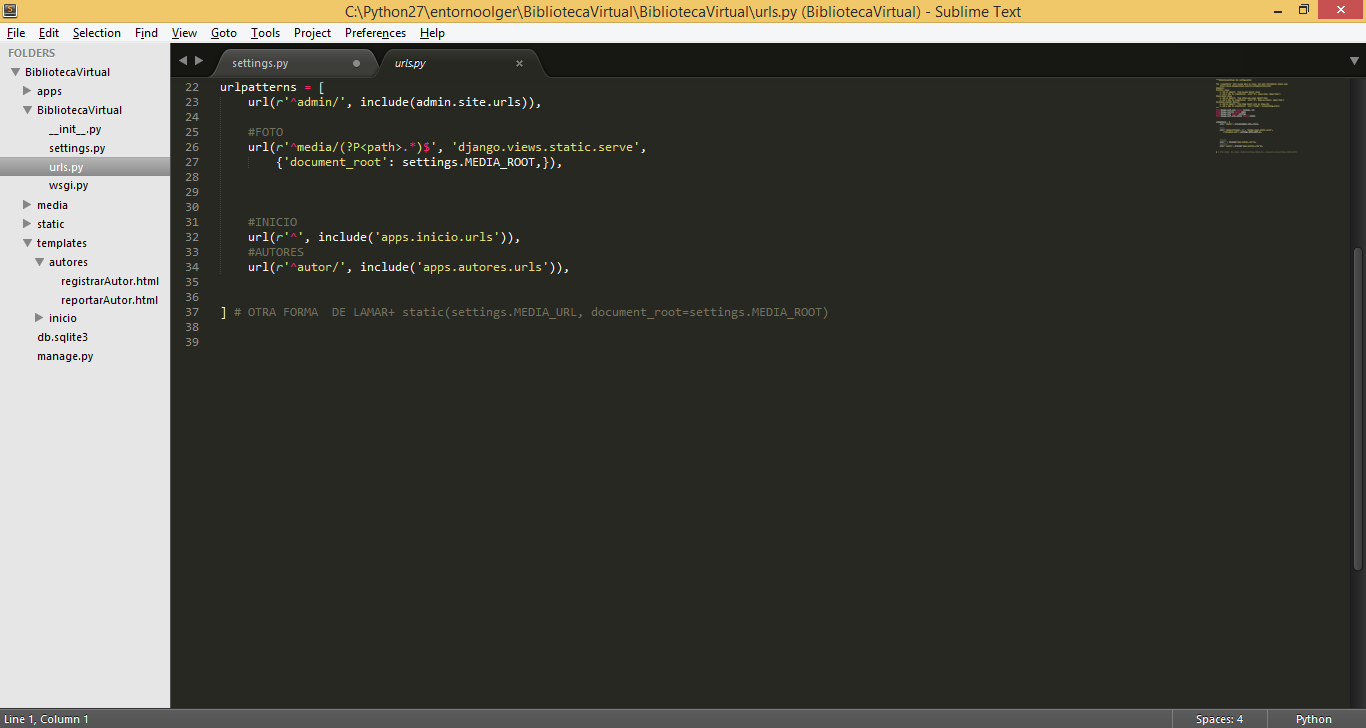 C:\Python27\entornoolger\BibliotecaVirtual\BibliotecaVirtual\urls.py (BibliotecaVirtual) - Sublime Text
File Edit Selection Find View Goto Tools Project Preferences Help
FOLDERS
BibliotecaVirtual
apps
BibliotecaVirtual
__init__.py
settings.py
urls.py
wsgi.py
media
static
templates
autores
registrarAutor.html
reportarAutor.html
inicio
db.sqlite3
manage.py
settings.py
urls.py
22 urlpatterns = [
23     url(r'^admin/', include(admin.site.urls)),
24
25     #FOTO
26     url(r'^media/(?P<path>.*)$', 'django.views.static.serve',
27         {'document_root': settings.MEDIA_ROOT,}),
28
29
30
31     #INICIO
32     url(r'^', include('apps.inicio.urls')),
33     #AUTORES
34     url(r'^autor/', include('apps.autores.urls')),
35
36
37 ] # OTRA FORMA  DE LAMAR+ static(settings.MEDIA_URL, document_root=settings.MEDIA_ROOT)
38
39
Line 1, Column 1
Spaces: 4
Python